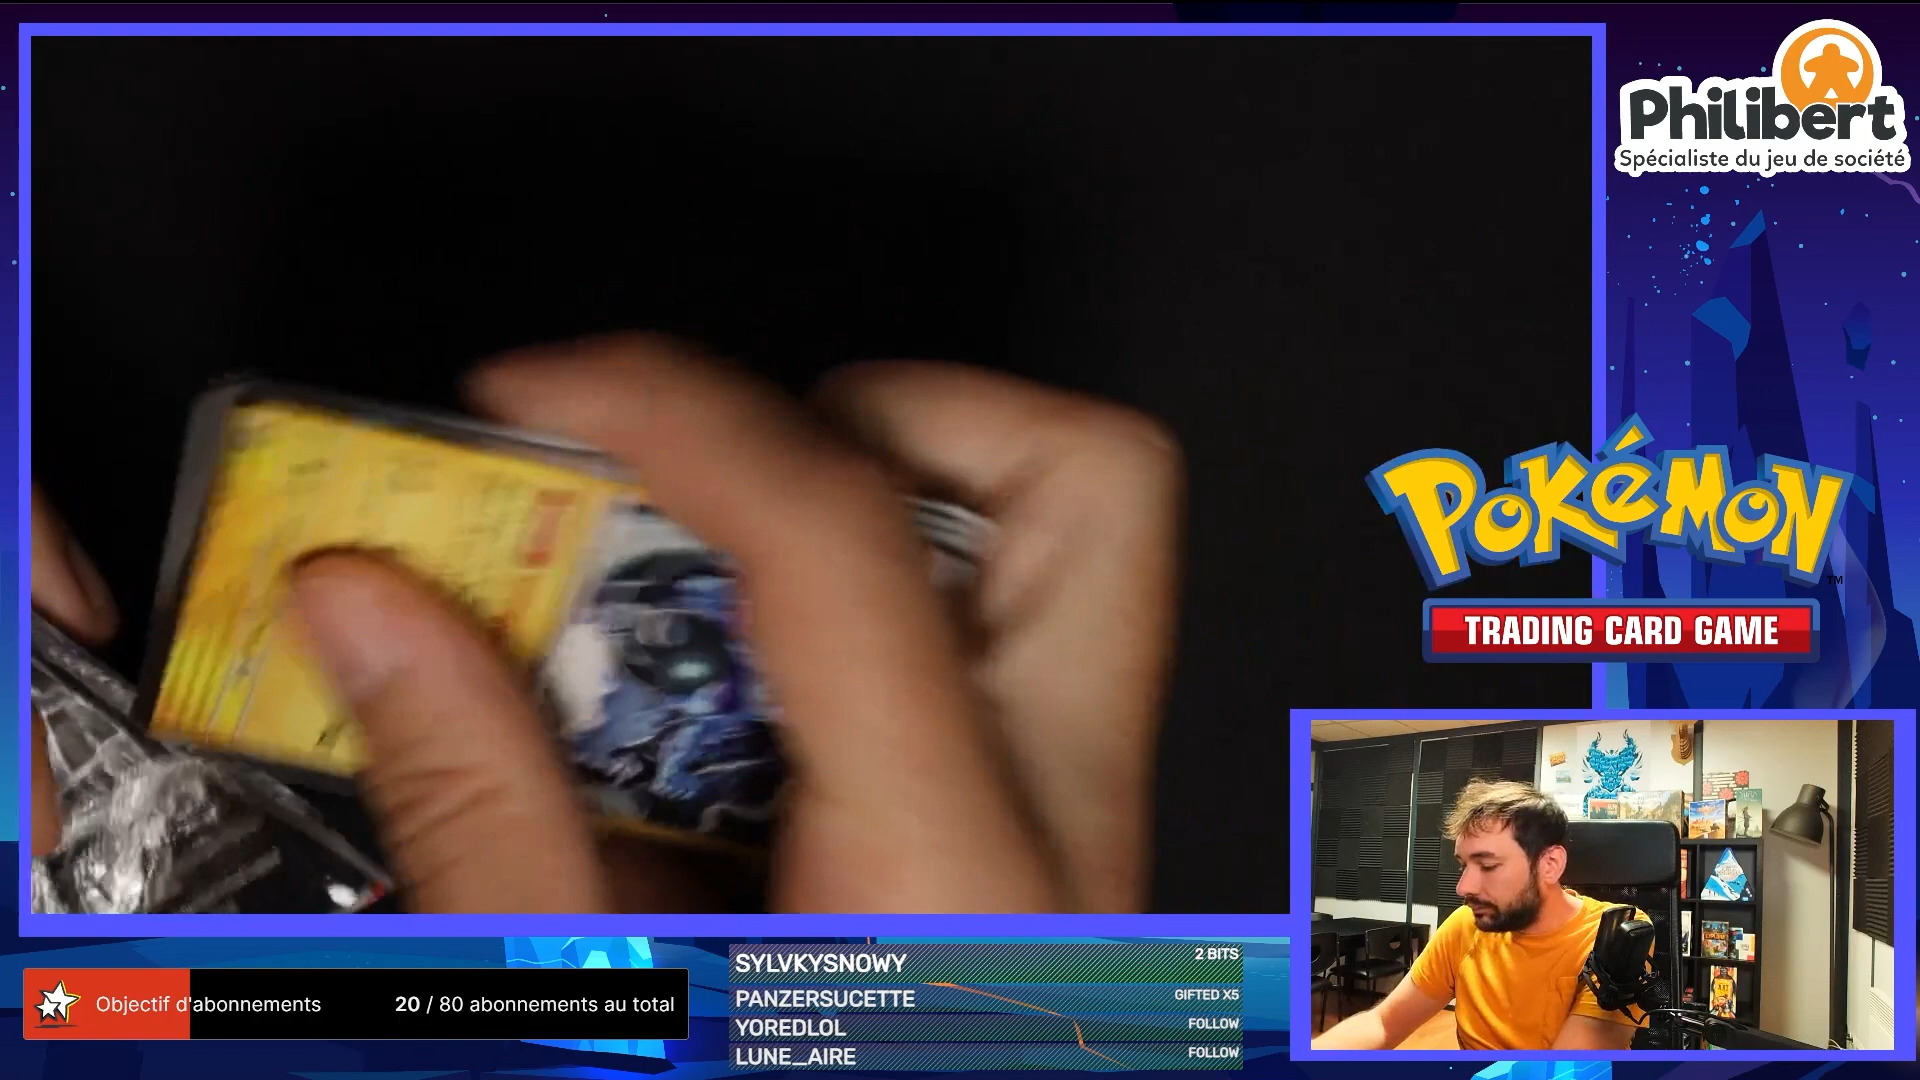 Philibert
Spécialiste du jeu de société
POKéMON
TM
TRADING CARD GAME
Objectif d'abonnements 20 / 80 abonnements au total
SYLVKYSNOWY 2 BITS
PANZERSUCETTE GIFTED X5
YOREDLOL FOLLOW
LUNE_AIRE FOLLOW